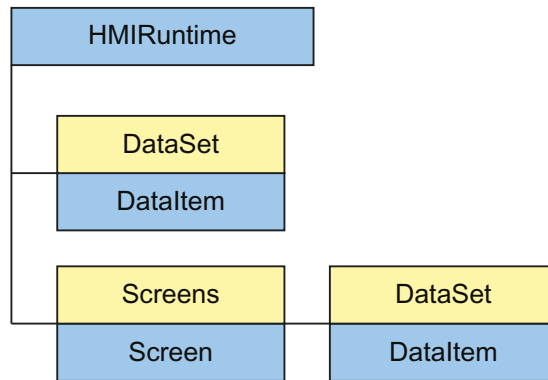 HMIRuntime
DataSet
DataItem
Screens
Screen
DataSet
DataItem